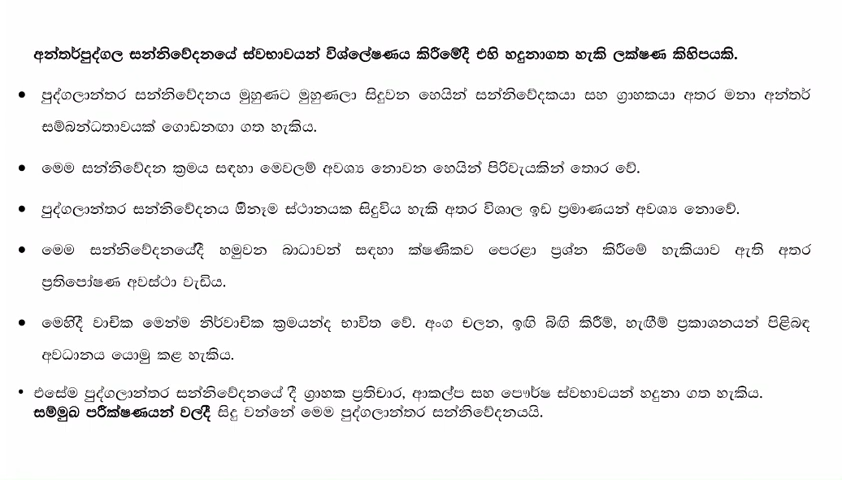 අන්තර්පුද්ගල සන්නිවේදනයේ ස්වභාවයන් විශ්ලේෂණය කිරීමේදී එහි හදුනාගත හැකි ලක්ෂණ කිහිපයකි.
• පුද්ගලාන්තර සන්නිවේදනය මුහුණට මුහුණලා සිදුවන හෙයින් සන්නිවේදකයා සහ ග්‍රාහකයා අතර මනා අන්තර්
සම්බන්ධතාවයක් ගොඩනඟා ගත හැකිය.
• මෙම සන්නිවේදන ක්‍රමය සඳහා මෙවලම් අවශ්‍ය නොවන හෙයින් පිරිවැයකින් තොර වේ.
• පුද්ගලාන්තර සන්නිවේදනය ඕනෑම ස්ථානයක සිදුවිය හැකි අතර විශාල ඉඩ ප්‍රමාණයන් අවශ්‍ය නොවේ.
• මෙම සන්නිවේදනයේදී හමුවන බාධාවන් සඳහා ක්ෂණිකව පෙරළා ප්‍රශ්න කිරීමේ හැකියාව ඇති අතර
ප්‍රතිපෝෂණ අවස්ථා වැඩිය.
• මෙහිදී වාචික මෙන්ම නිර්වාචික ක්‍රමයන්ද භාවිත වේ. අංග චලන, ඉඟි බිඟි කිරීම්, හැඟීම් ප්‍රකාශනයන් පිළිබඳ
අවධානය යොමු කළ හැකිය.
• එසේම පුද්ගලාන්තර සන්නිවේදනයේ දී ග්‍රාහක ප්‍රතිචාර, ආකල්ප සහ පෞර්ෂ ස්වභාවයන් හදුනා ගත හැකිය.
සම්මුඛ පරීක්ෂණයන් වලදී සිදු වන්නේ මෙම පුද්ගලාන්තර සන්නිවේදනයයි.